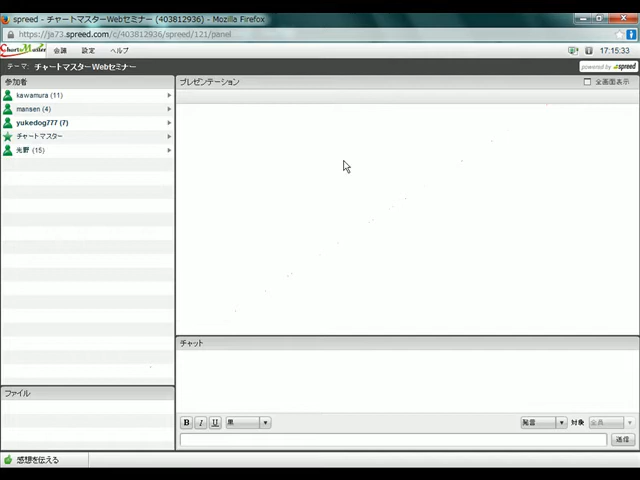 spreed - チャートマスターWebセミナー (403812936) - Mozilla Firefox
https://ja73.spreed.com/c/403812936/spreed/121/panel
ChartMaster 会議 設定 ヘルプ 17:15:33
テーマ: チャートマスターWebセミナー powered by spreed
参加者
kawamura (11)
mansen (4)
yukedog777 (7)
チャートマスター
光野 (15)
プレゼンテーション 全画面表示
チャット
ファイル
B I U 黒 発言 対象 全員
送信
感想を伝える